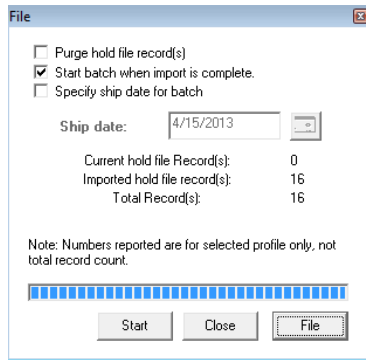 File
Purge hold file record(s)
Start batch when import is complete.
Specify ship date for batch
Ship date: 4/15/2013
Current hold file Record(s): 0
Imported hold file record(s): 16
Total Record(s): 16
Note: Numbers reported are for selected profile only, not
total record count.
Start Close File